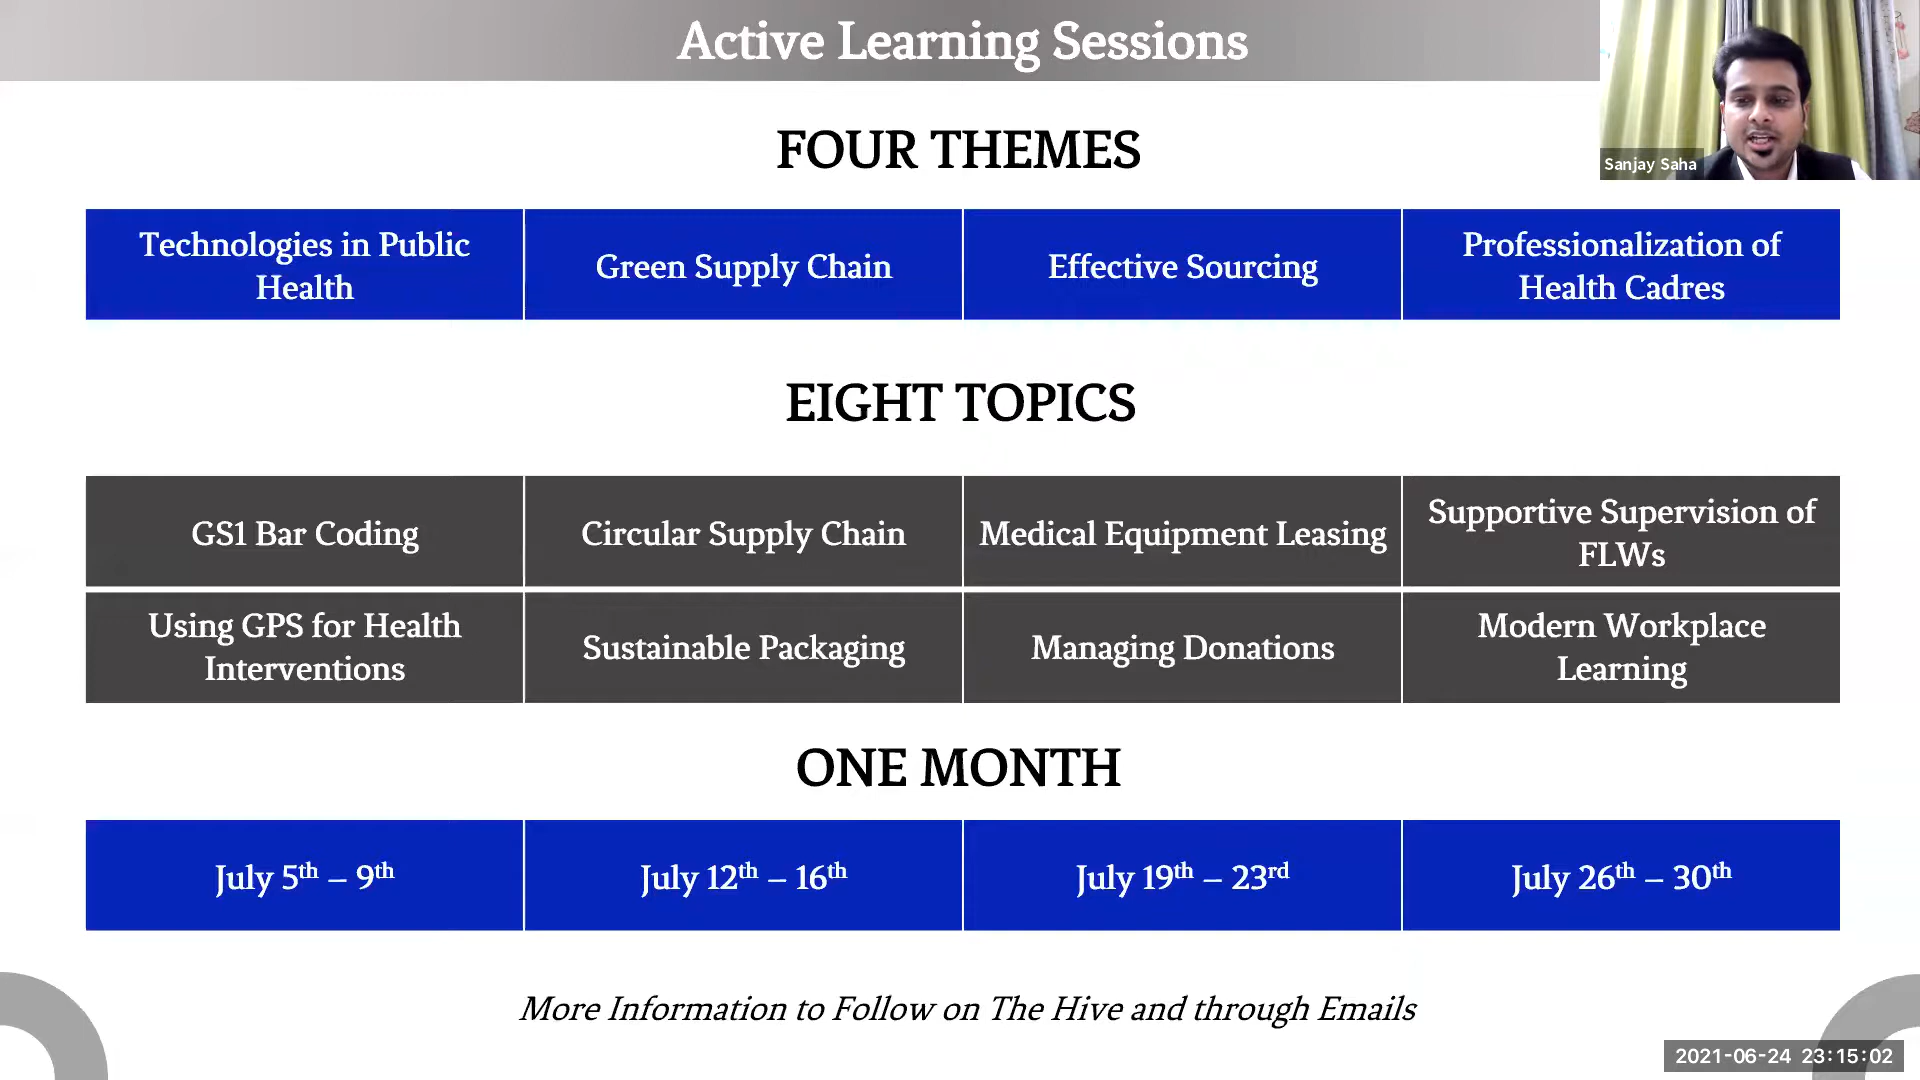 Active Learning Sessions
Sanjay Saha
FOUR THEMES
Technologies in Public
Health
Green Supply Chain
Effective Sourcing
Professionalization of
Health Cadres
EIGHT TOPICS
GS1 Bar Coding
Circular Supply Chain
Medical Equipment Leasing
Supportive Supervision of
FLWs
Using GPS for Health
Interventions
Sustainable Packaging
Managing Donations
Modern Workplace
Learning
ONE MONTH
July 5th – 9th
July 12th – 16th
July 19th – 23rd
July 26th – 30th
More Information to Follow on The Hive and through Emails
2021-06-24 23:15:02